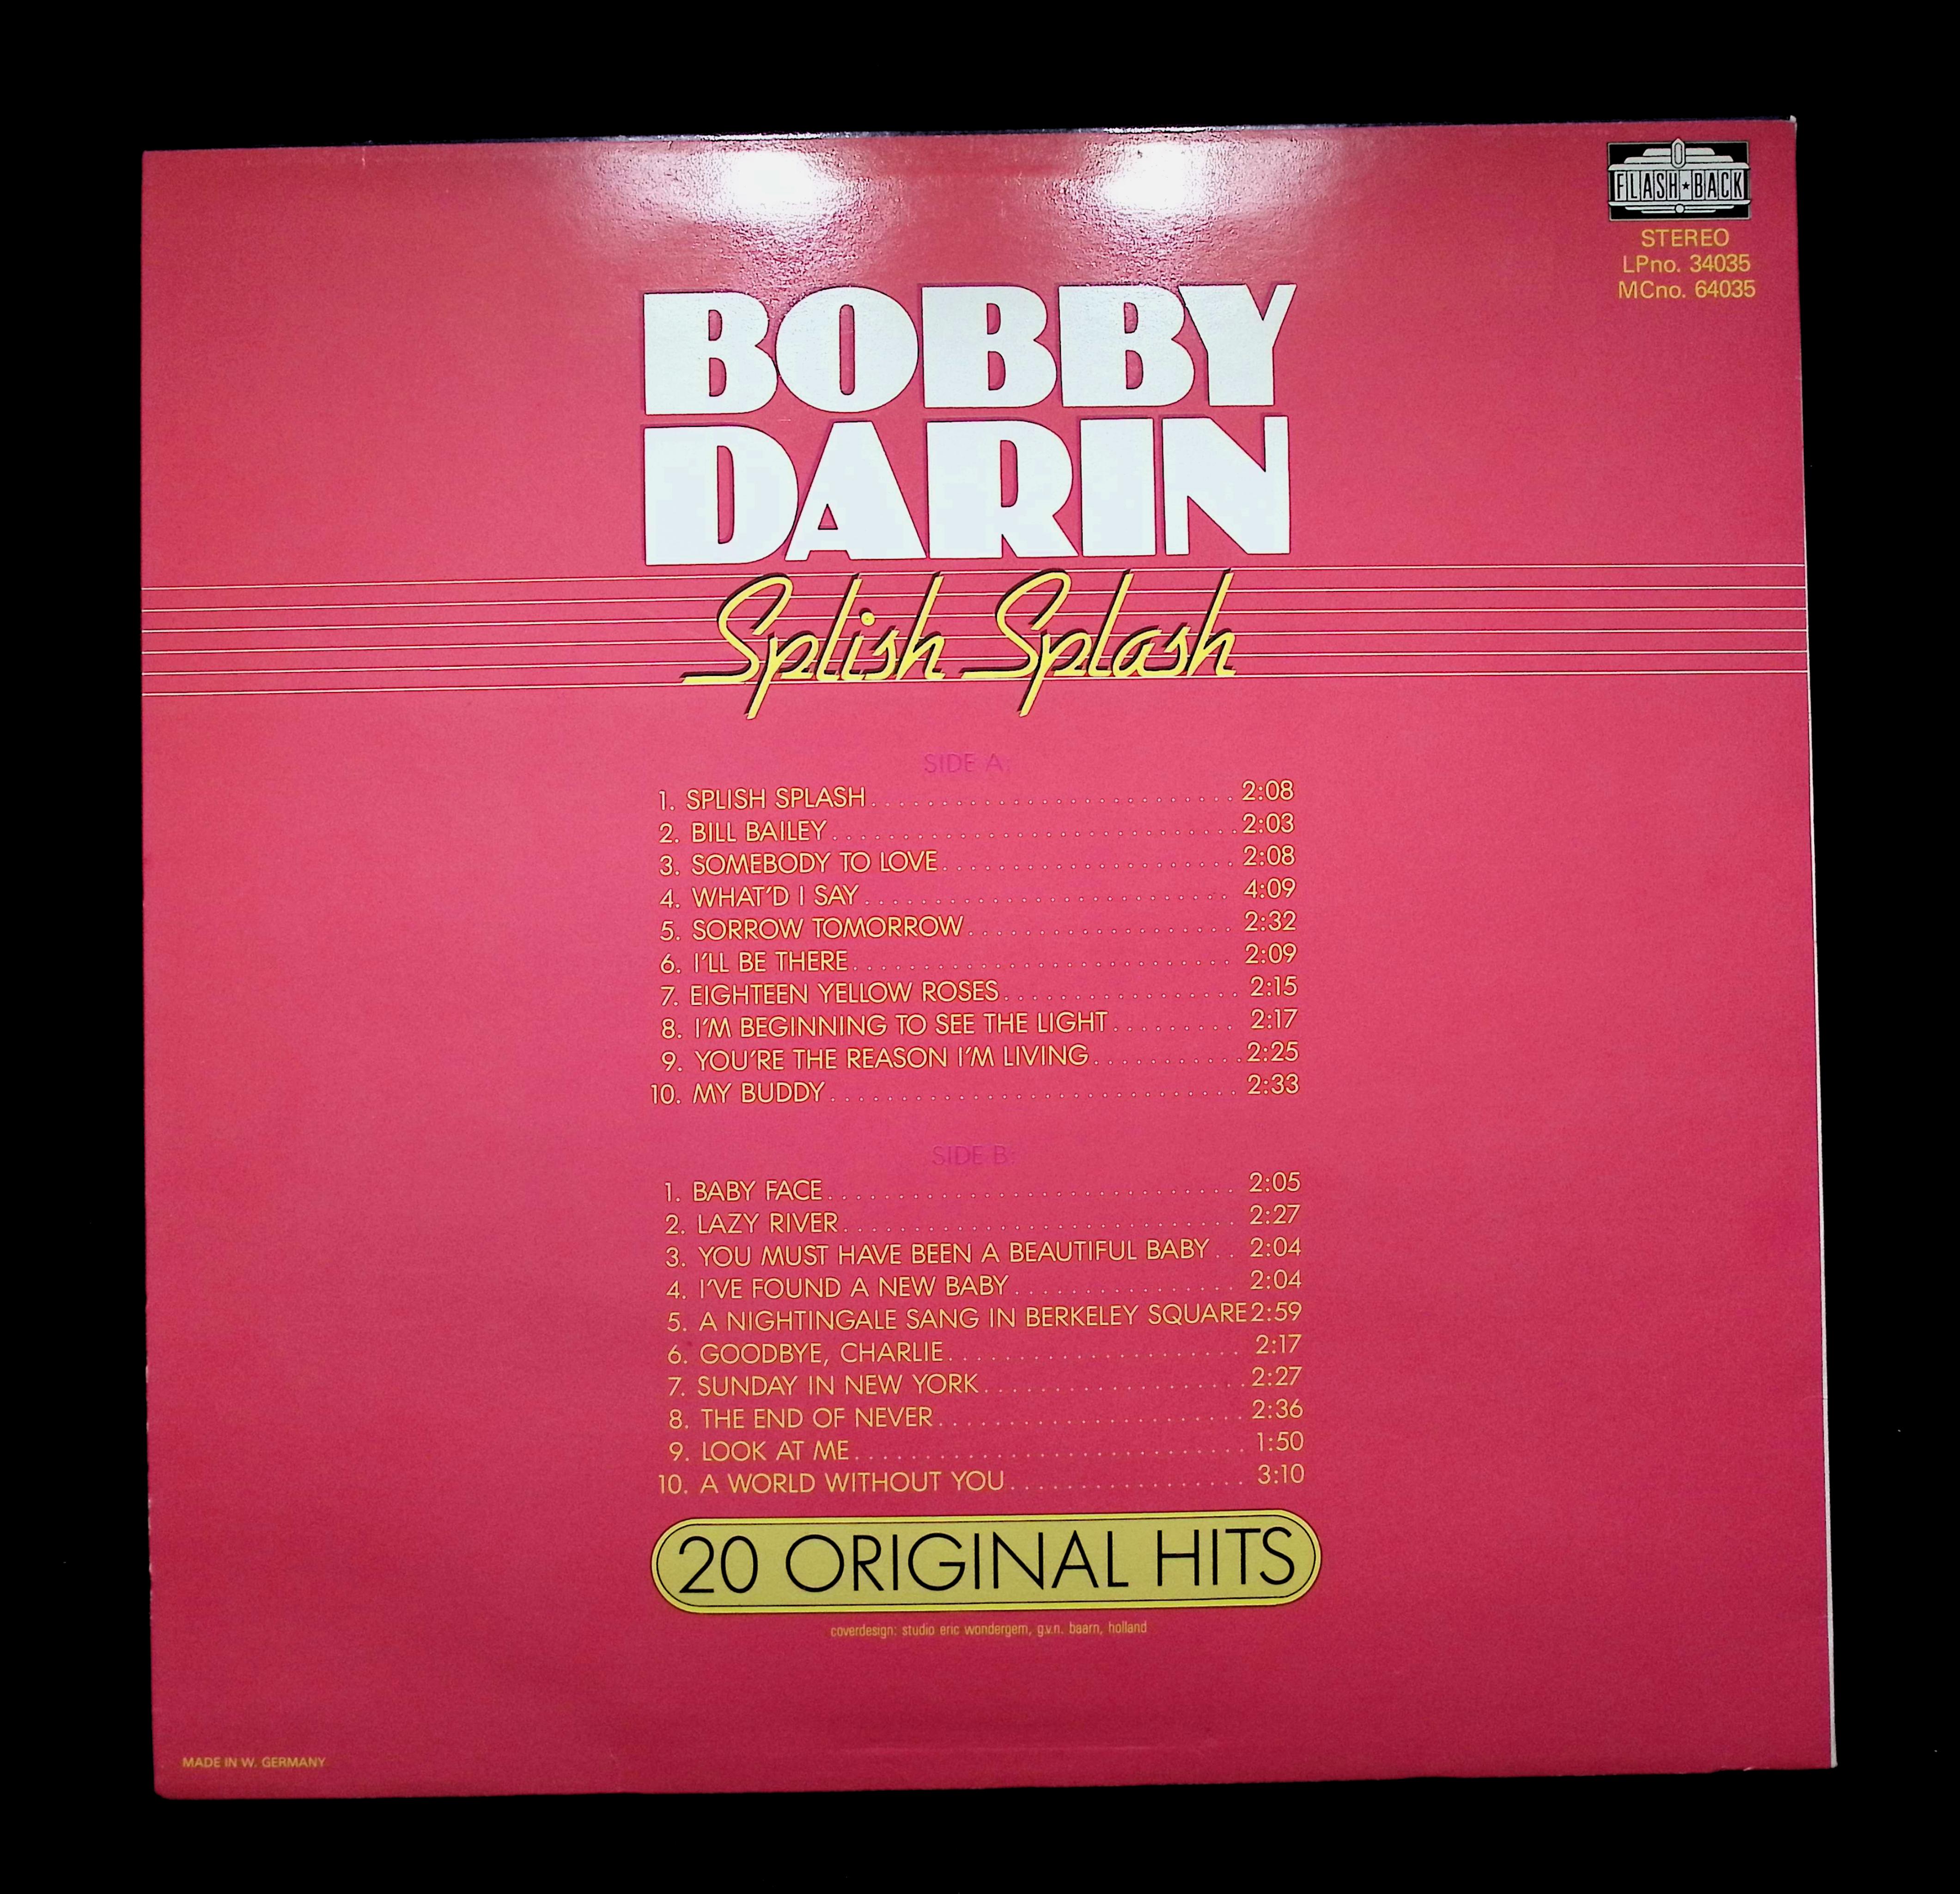 FLASH★BACK
STEREO
LPno. 34035
MCno. 64035
BOBBY
DARIN
Splish Splash
SIDE A:
1. SPLISH SPLASH......................... 2:08
2. BILL BAILEY............................ 2:03
3. SOMEBODY TO LOVE..................... 2:08
4. WHAT'D I SAY.......................... 4:09
5. SORROW TOMORROW.................... 2:32
6. I'LL BE THERE........................... 2:09
7. EIGHTEEN YELLOW ROSES................. 2:15
8. I'M BEGINNING TO SEE THE LIGHT......... 2:17
9. YOU'RE THE REASON I'M LIVING........... 2:25
10. MY BUDDY............................. 2:33
SIDE B:
1. BABY FACE............................. 2:05
2. LAZY RIVER............................ 2:27
3. YOU MUST HAVE BEEN A BEAUTIFUL BABY.. 2:04
4. I'VE FOUND A NEW BABY................ 2:04
5. A NIGHTINGALE SANG IN BERKELEY SQUARE 2:59
6. GOODBYE, CHARLIE..................... 2:17
7. SUNDAY IN NEW YORK................... 2:27
8. THE END OF NEVER...................... 2:36
9. LOOK AT ME............................ 1:50
10. A WORLD WITHOUT YOU................. 3:10
20 ORIGINAL HITS
coverdesign: studio eric wondergem, g.v.n. baarn, holland
MADE IN W. GERMANY